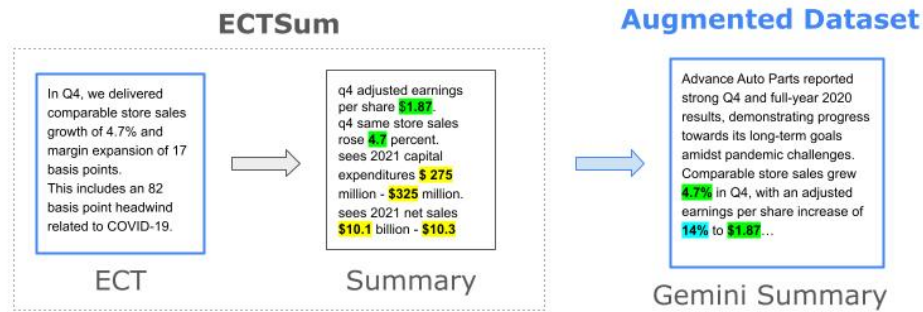 ECTSum
Augmented Dataset
In Q4, we delivered
comparable store sales
growth of 4.7% and
margin expansion of 17
basis points.
This includes an 82
basis point headwind
related to COVID-19.
ECT
q4 adjusted earnings
per share $1.87.
q4 same store sales
rose 4.7 percent.
sees 2021 capital
expenditures $ 275
million - $325 million.
sees 2021 net sales
$10.1 billion - $10.3
Summary
Advance Auto Parts reported
strong Q4 and full-year 2020
results, demonstrating progress
towards its long-term goals
amidst pandemic challenges.
Comparable store sales grew
4.7% in Q4, with an adjusted
earnings per share increase of
14% to $1.87...
Gemini Summary